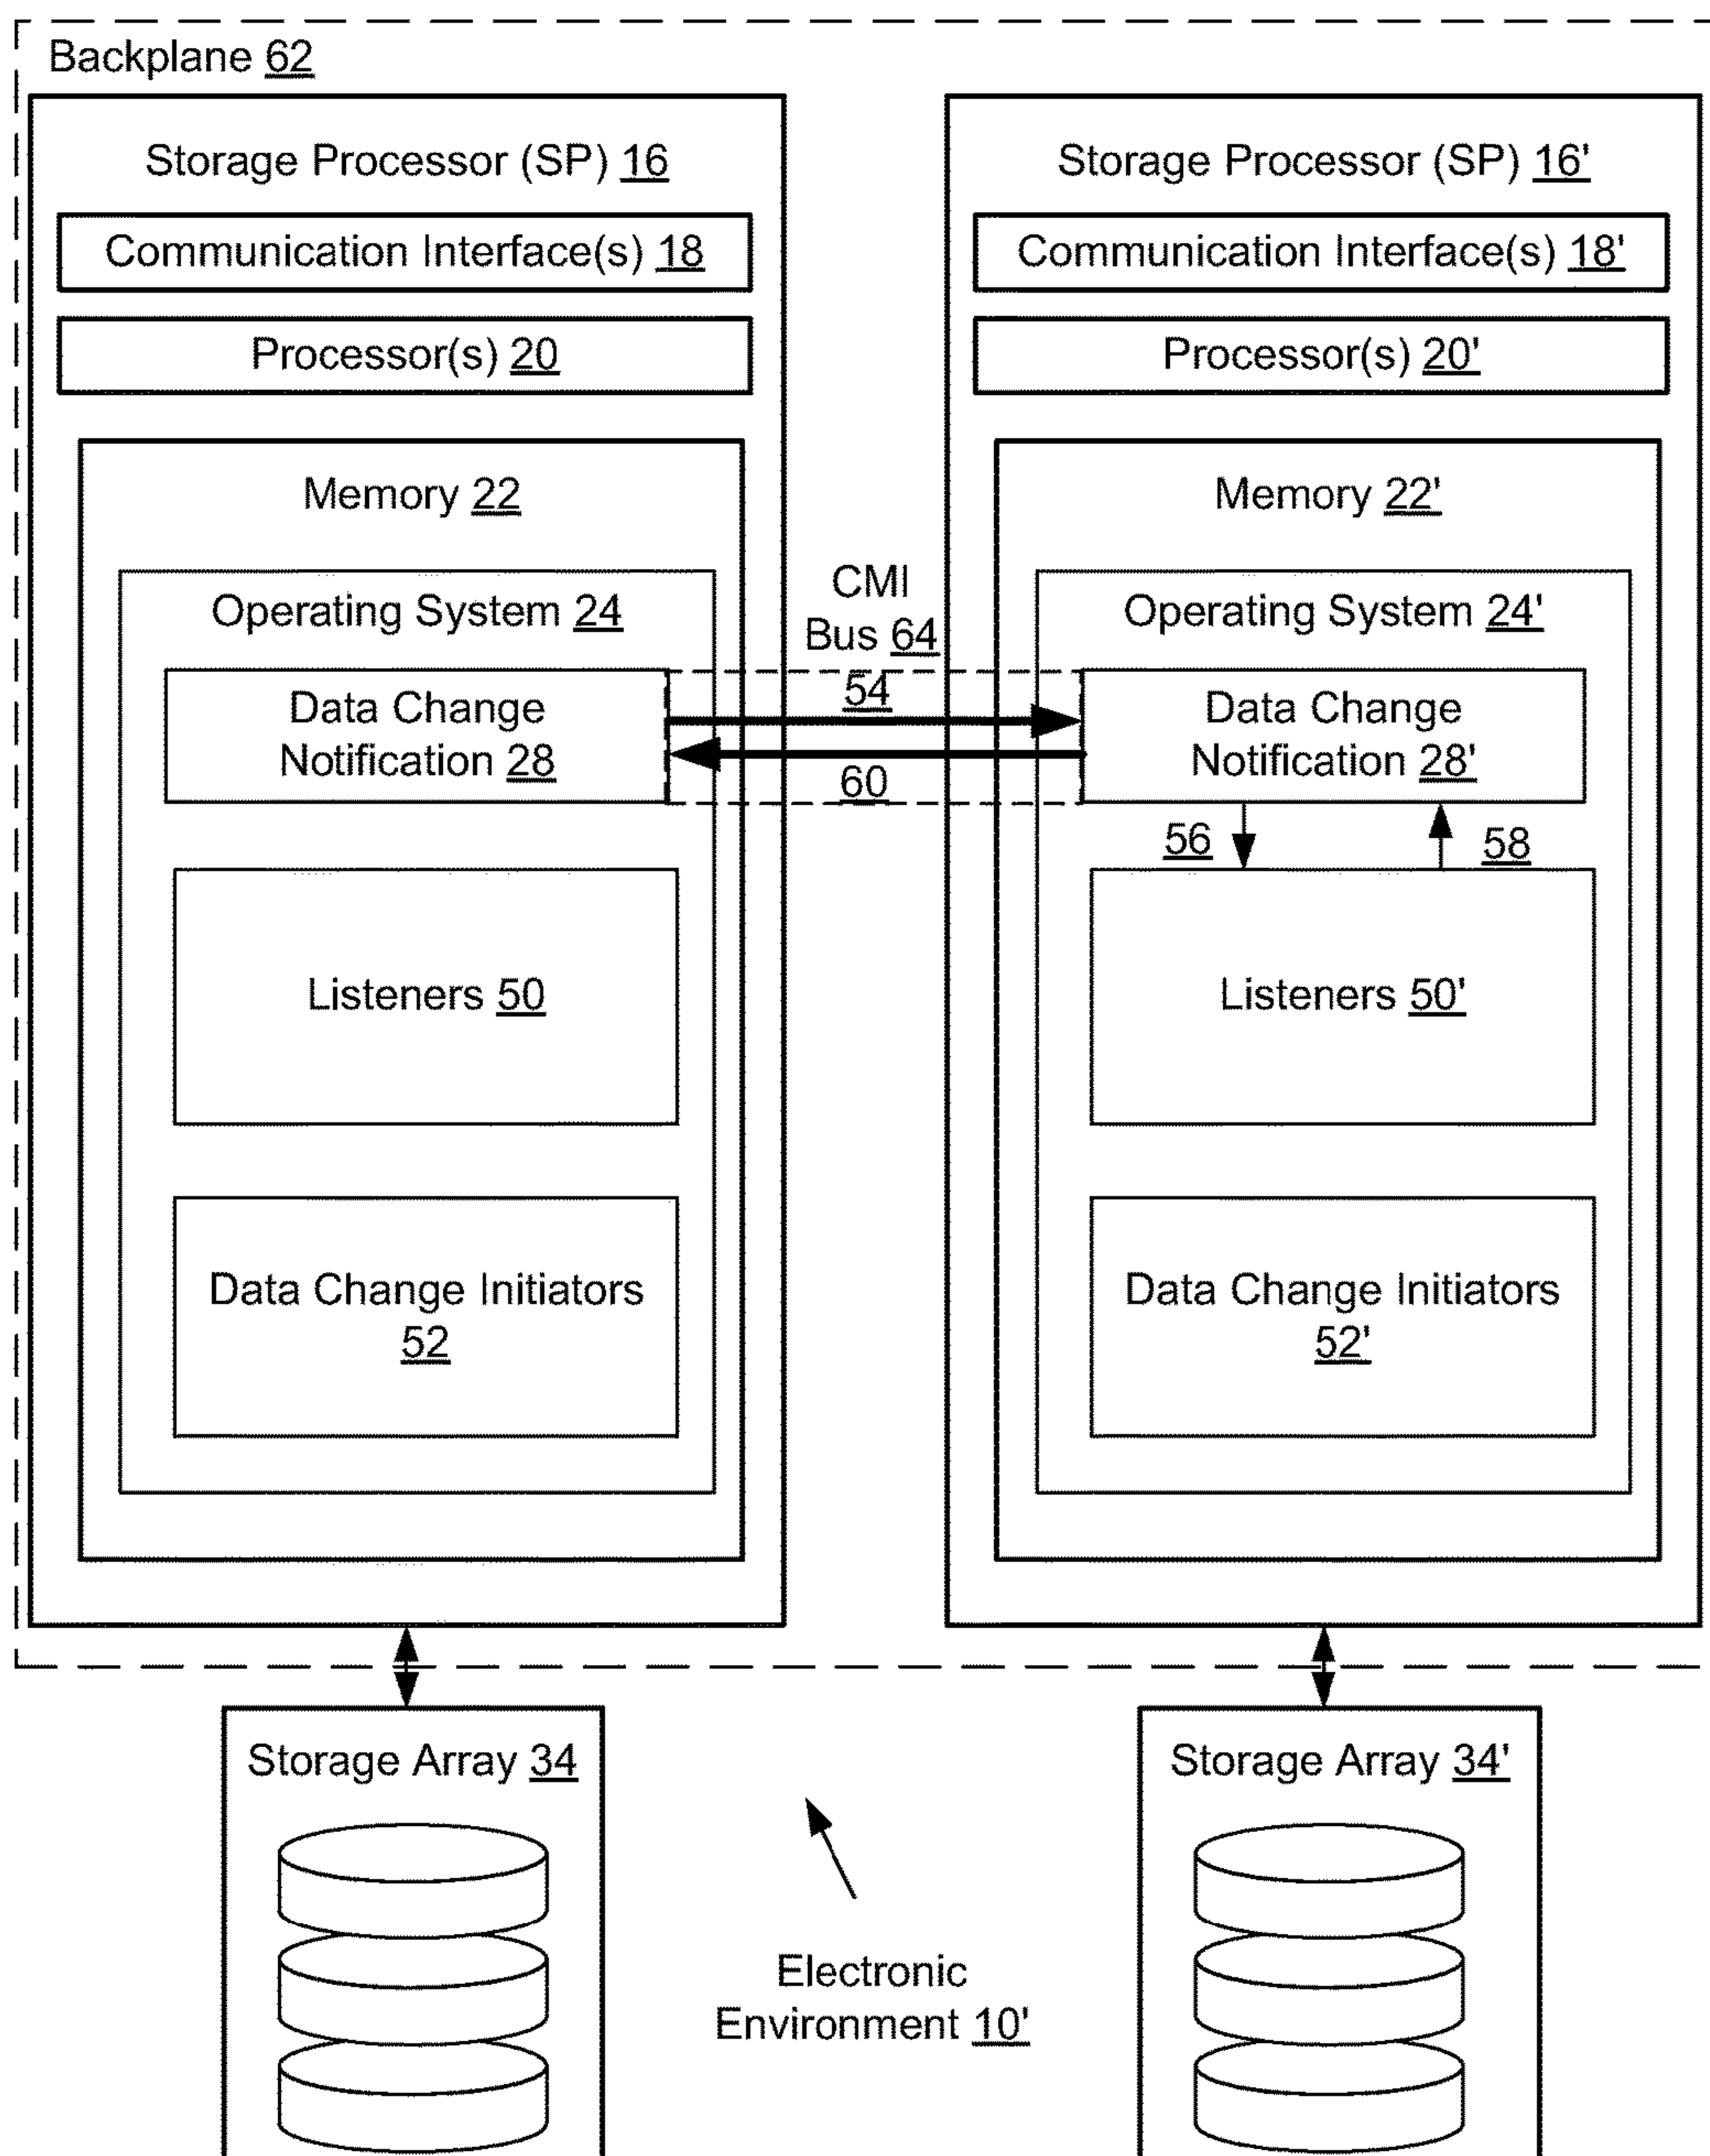 Backplane 62
Storage Processor (SP) 16
Communication Interface(s) 18
Processor(s) 20
Memory 22
Operating System 24
Data Change
Notification 28
Listeners 50
Data Change Initiators
52
CMI
Bus 64
54
60
Storage Processor (SP) 16'
Communication Interface(s) 18'
Processor(s) 20'
Memory 22'
Operating System 24'
Data Change
Notification 28'
56
58
Listeners 50'
Data Change Initiators
52'
Storage Array 34
Storage Array 34'
Electronic
Environment 10'